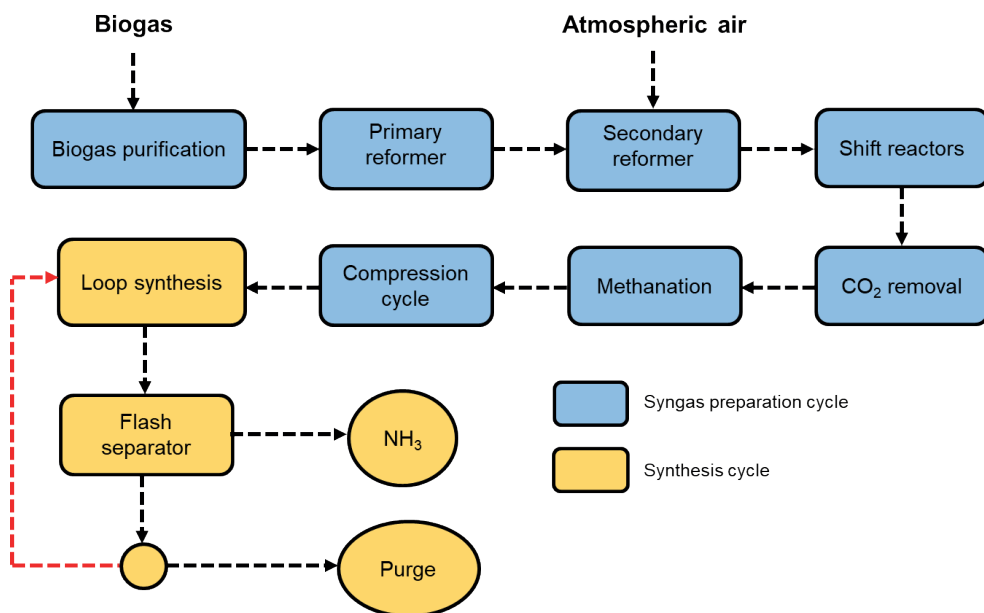 Biogas
Atmospheric air
Biogas purification
Primary
reformer
Secondary
reformer
Shift reactors
Loop synthesis
Compression
cycle
Methanation
CO₂ removal
Flash
separator
NH₃
Syngas preparation cycle
Synthesis cycle
Purge